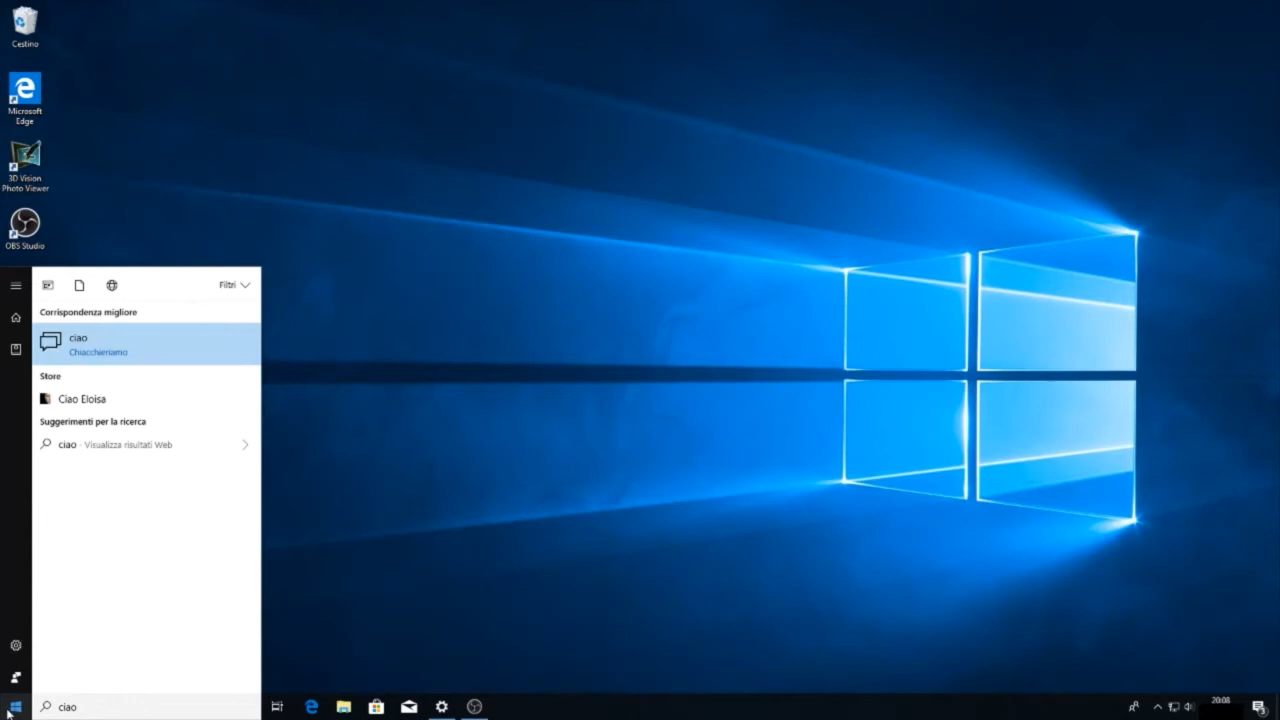 Cestino
Microsoft
Edge
3D Vision
Photo Viewer
OBS Studio
Filtri
Corrispondenza migliore
ciao
Chiacchieriamo
Store
Ciao Eloisa
Suggerimenti per la ricerca
ciao - Visualizza risultati Web
ciao
20:08
3